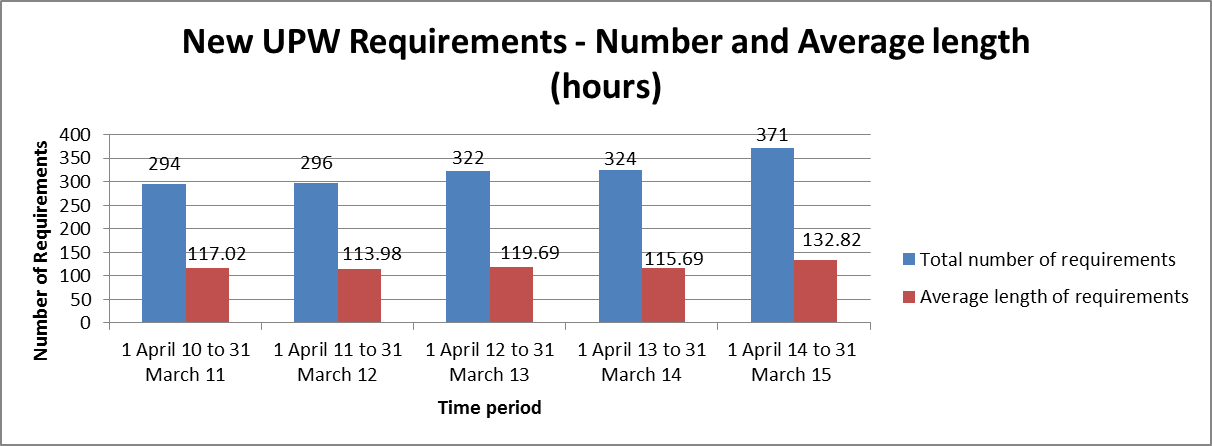 New UPW Requirements - Number and Average length
(hours)
Number of Requirements
400
350
300
250
200
150
100
50
0
294
296
322
324
371
117.02
113.98
119.69
115.69
132.82
1 April 10 to 31
March 11
1 April 11 to 31
March 12
1 April 12 to 31
March 13
1 April 13 to 31
March 14
1 April 14 to 31
March 15
Time period
Total number of requirements
Average length of requirements